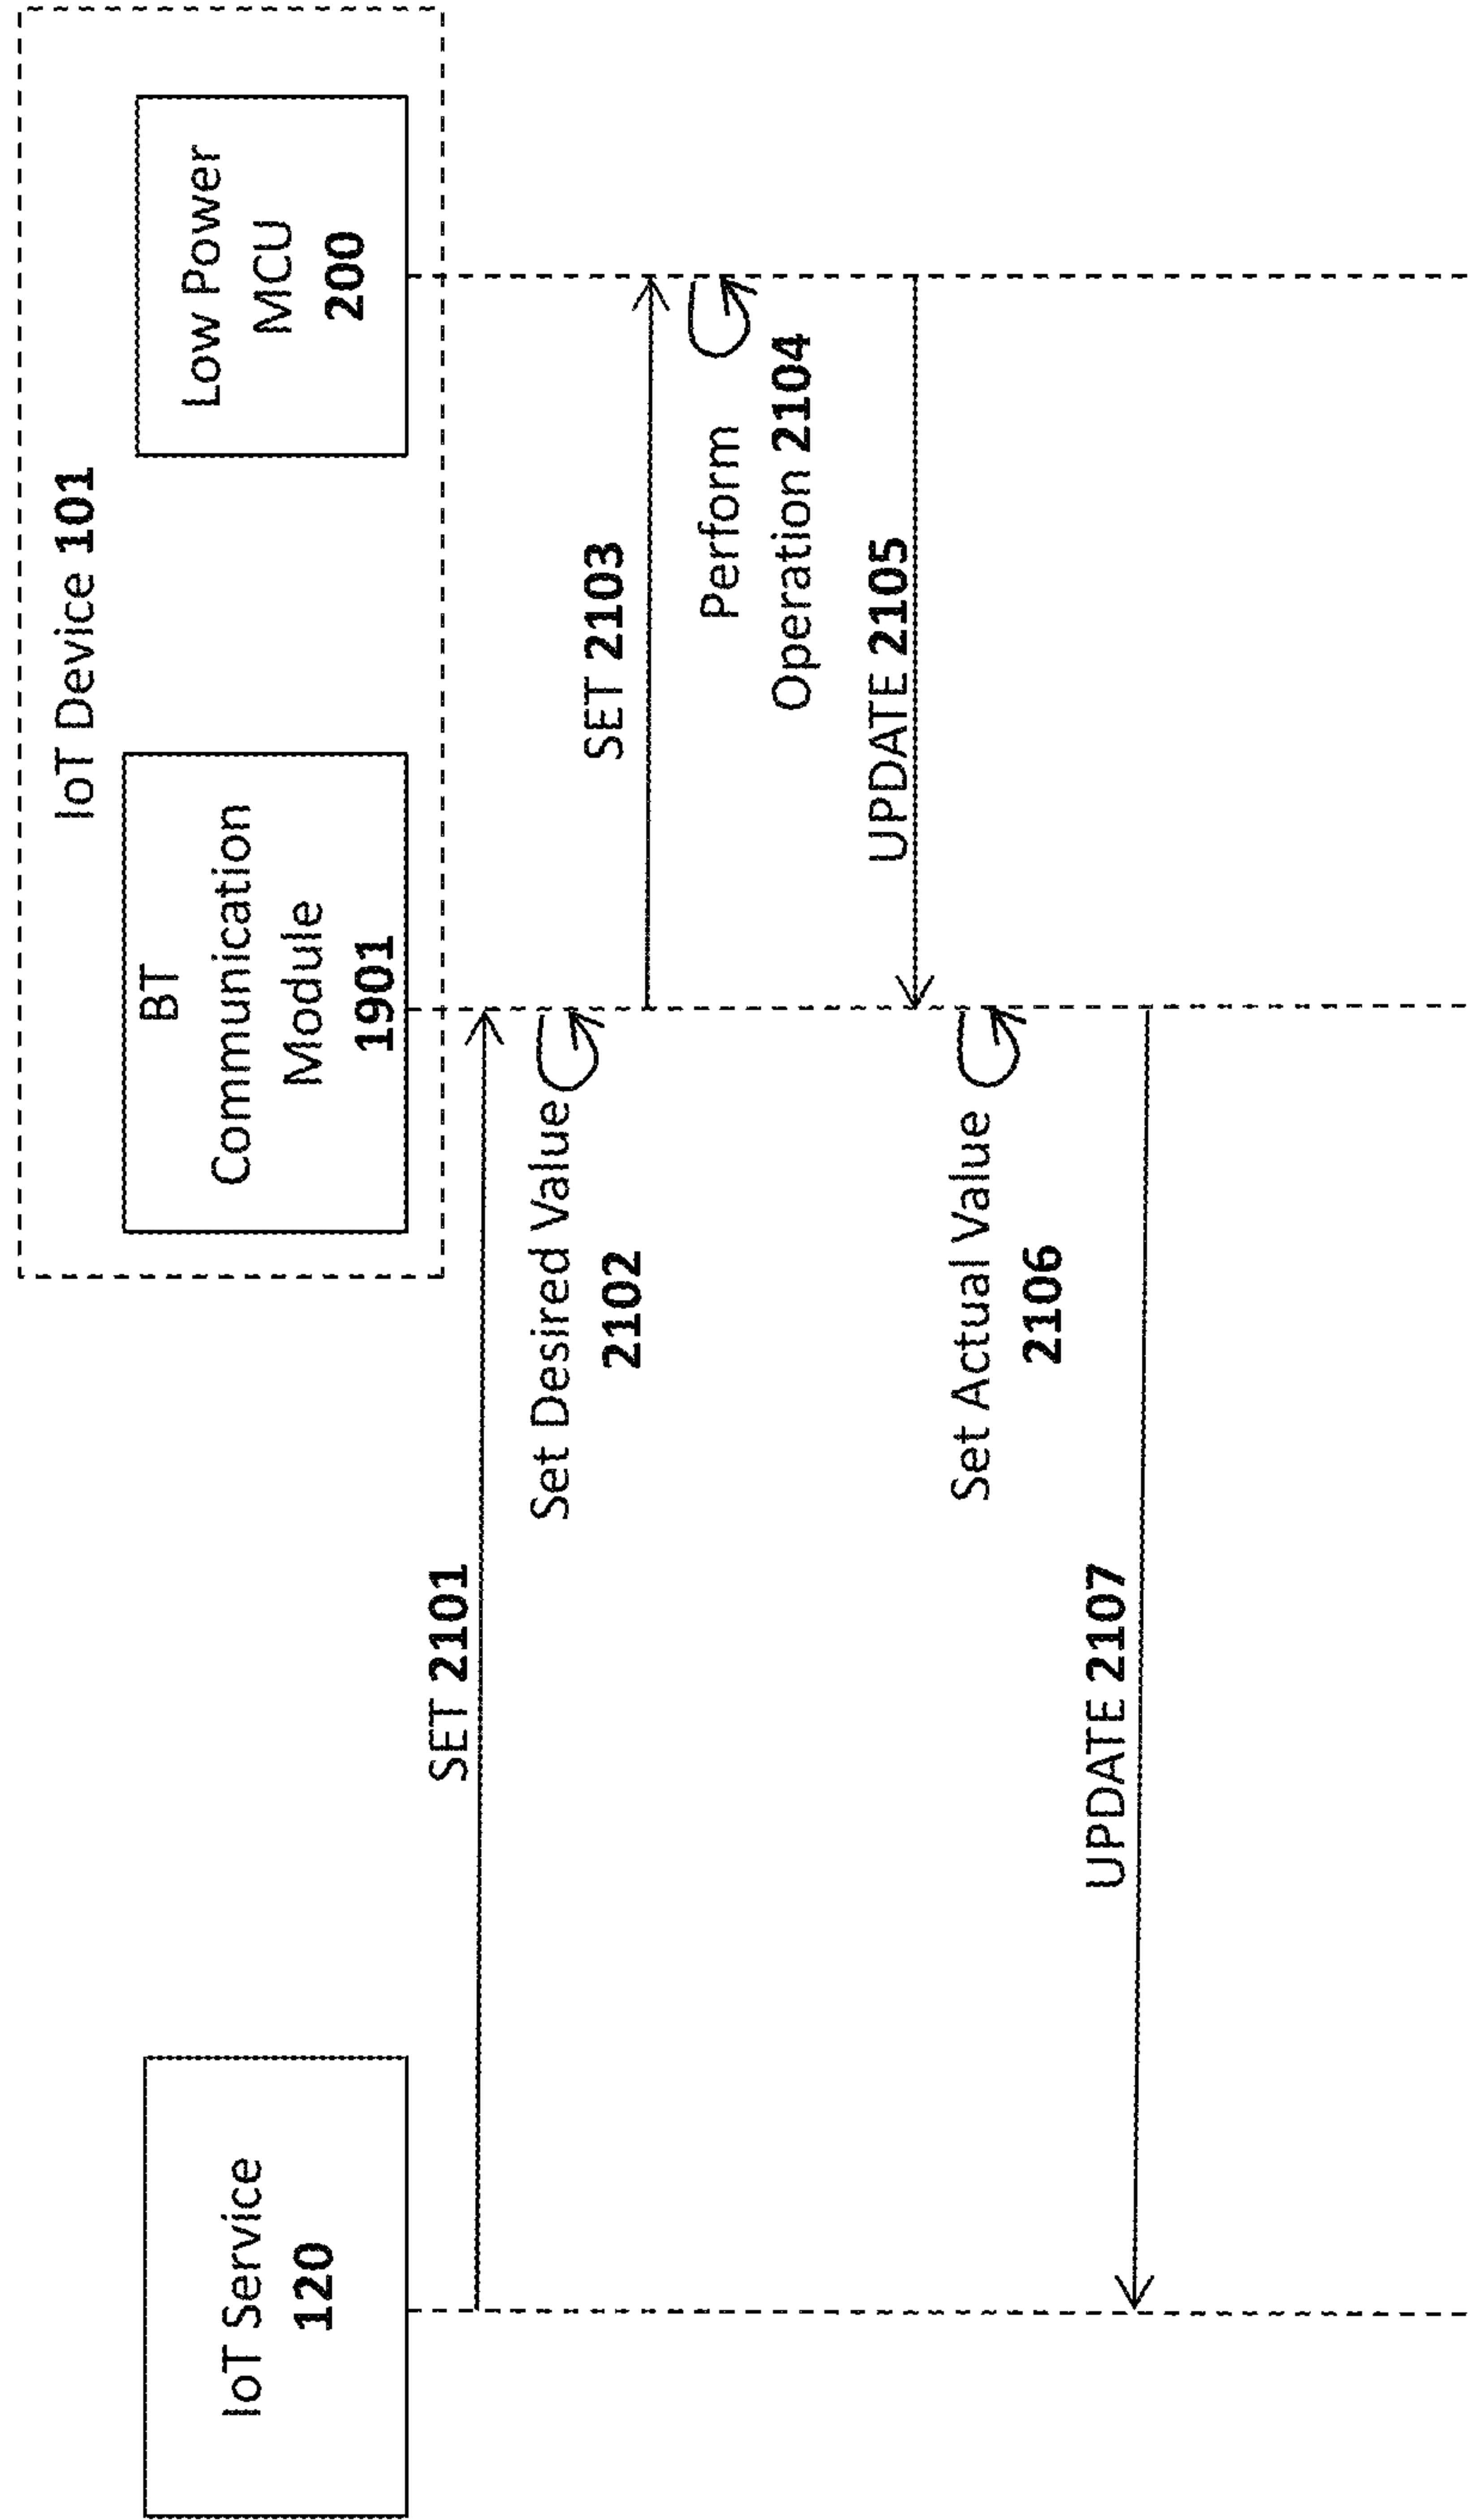 IoT Device 101
IoT Service
120
BT
Communication
Module
1901
Low Power
MCU
200
SET 2101
Set Desired Value
2102
SET 2103
Perform
Operation 2104
UPDATE 2105
Set Actual Value
2106
UPDATE 2107